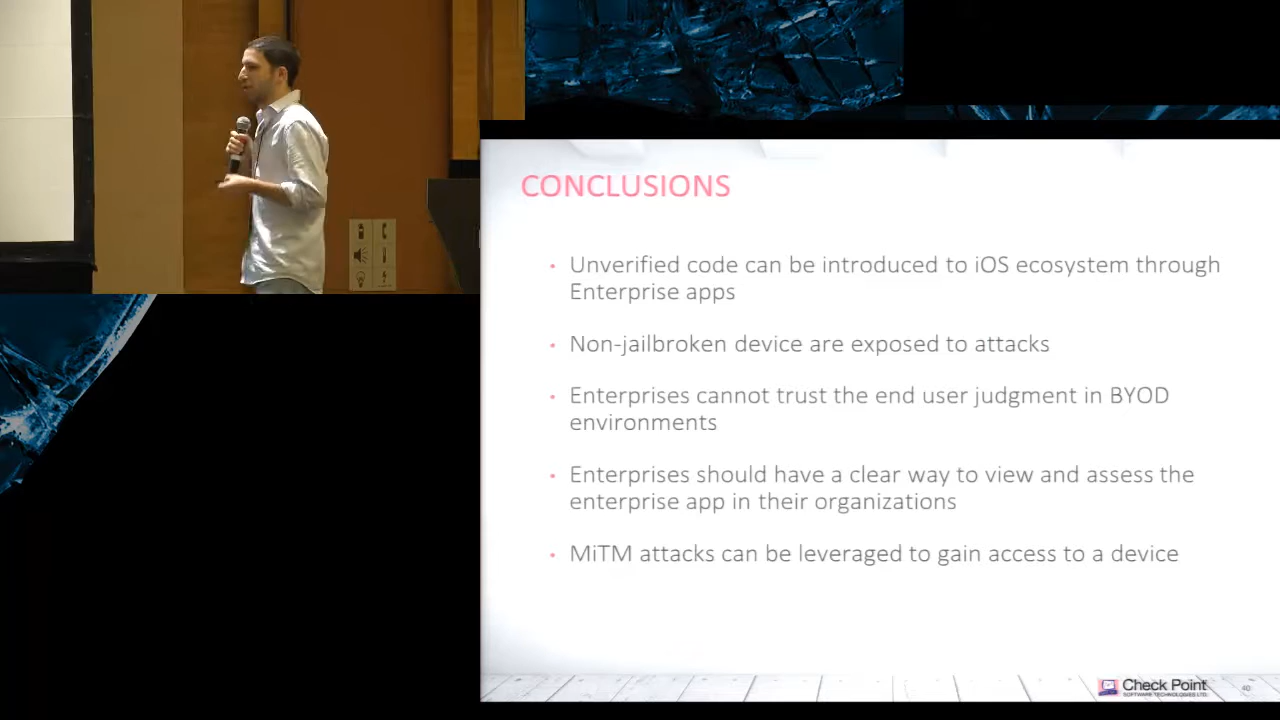 CONCLUSIONS
• Unverified code can be introduced to iOS ecosystem through
Enterprise apps
• Non-jailbroken device are exposed to attacks
• Enterprises cannot trust the end user judgment in BYOD
environments
• Enterprises should have a clear way to view and assess the
enterprise app in their organizations
• MiTM attacks can be leveraged to gain access to a device
Check Point
SOFTWARE TECHNOLOGIES LTD.
40